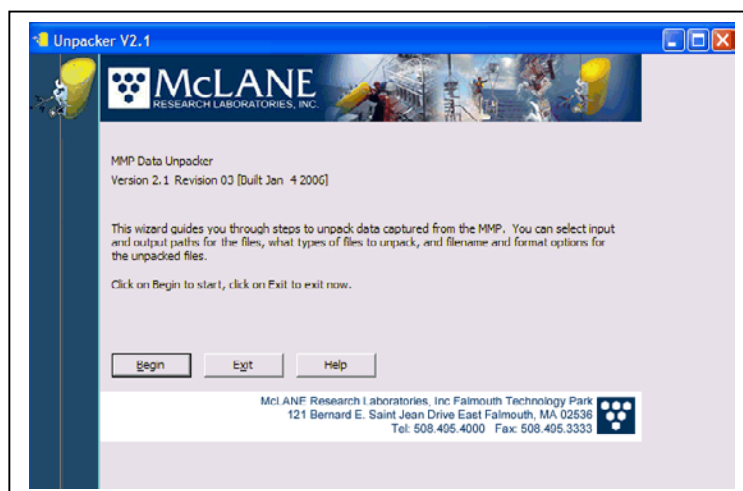 Unpacker V2.1
McLANE
RESEARCH LABORATORIES, INC.
MMP Data Unpacker
Version 2.1 Revision 03 [Built Jan 4 2006]
This wizard guides you through steps to unpack data captured from the MMP. You can select input
and output paths for the files, what types of files to unpack, and filename and format options for
the unpacked files.
Click on Begin to start, click on Exit to exit now.
Begin Exit Help
McLANE Research Laboratories, Inc Falmouth Technology Park
121 Bernard E. Saint Jean Drive East Falmouth, MA 02536
Tel: 508.495.4000 Fax: 508.495.3333